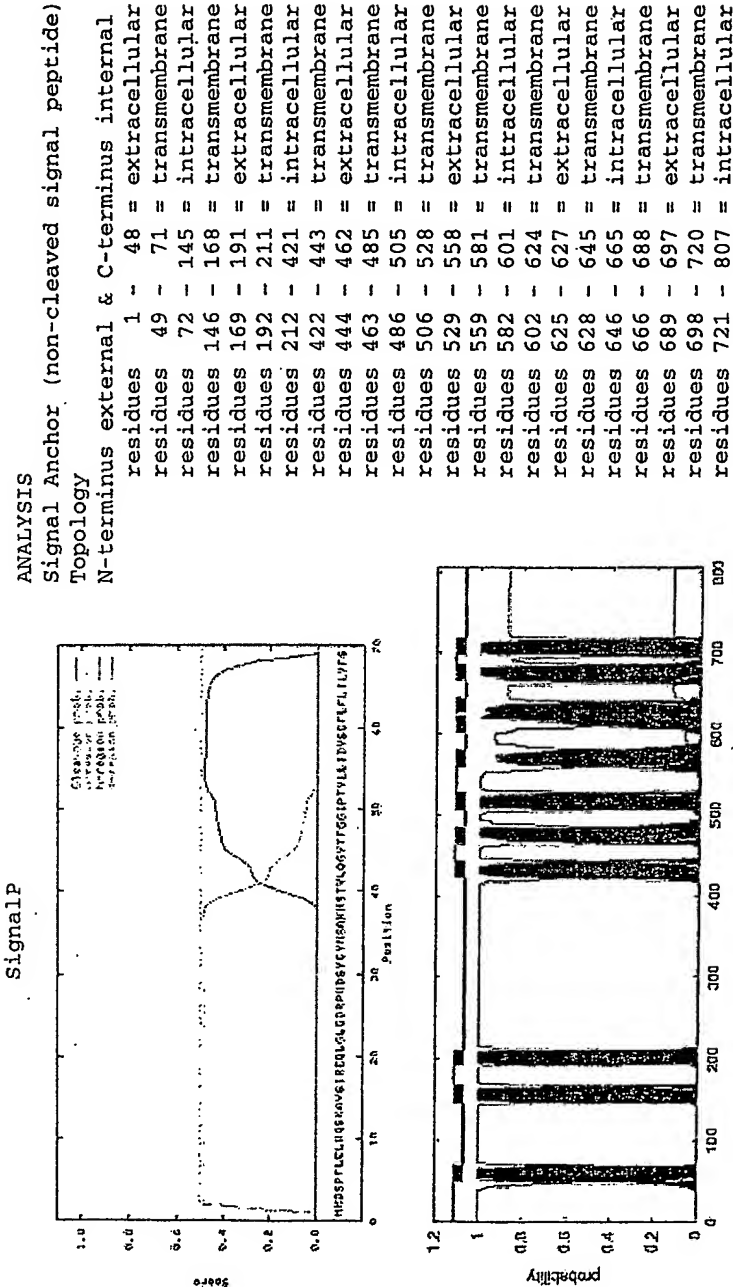 SignalP
ANALYSIS
Signal Anchor (non-cleaved signal peptide)
Topology
N-terminus external & C-terminus internal
residues 1 - 48 = extracellular
residues 49 - 71 = transmembrane
residues 72 - 145 = intracellular
residues 146 - 168 = transmembrane
residues 169 - 191 = extracellular
residues 192 - 211 = transmembrane
residues 212 - 421 = intracellular
residues 422 - 443 = transmembrane
residues 444 - 462 = extracellular
residues 463 - 485 = transmembrane
residues 486 - 505 = intracellular
residues 506 - 528 = transmembrane
residues 529 - 558 = extracellular
residues 559 - 581 = transmembrane
residues 582 - 601 = intracellular
residues 602 - 624 = transmembrane
residues 625 - 627 = extracellular
residues 628 - 645 = transmembrane
residues 646 - 665 = intracellular
residues 666 - 688 = transmembrane
residues 689 - 697 = extracellular
residues 698 - 720 = transmembrane
residues 721 - 807 = intracellular
Score
1.0
0.8
0.6
0.4
0.2
0.0
0 10 20 30 40 50 60 70
Position
probability
1.2
1
0.8
0.6
0.4
0.2
0
0 100 200 300 400 500 600 700 800